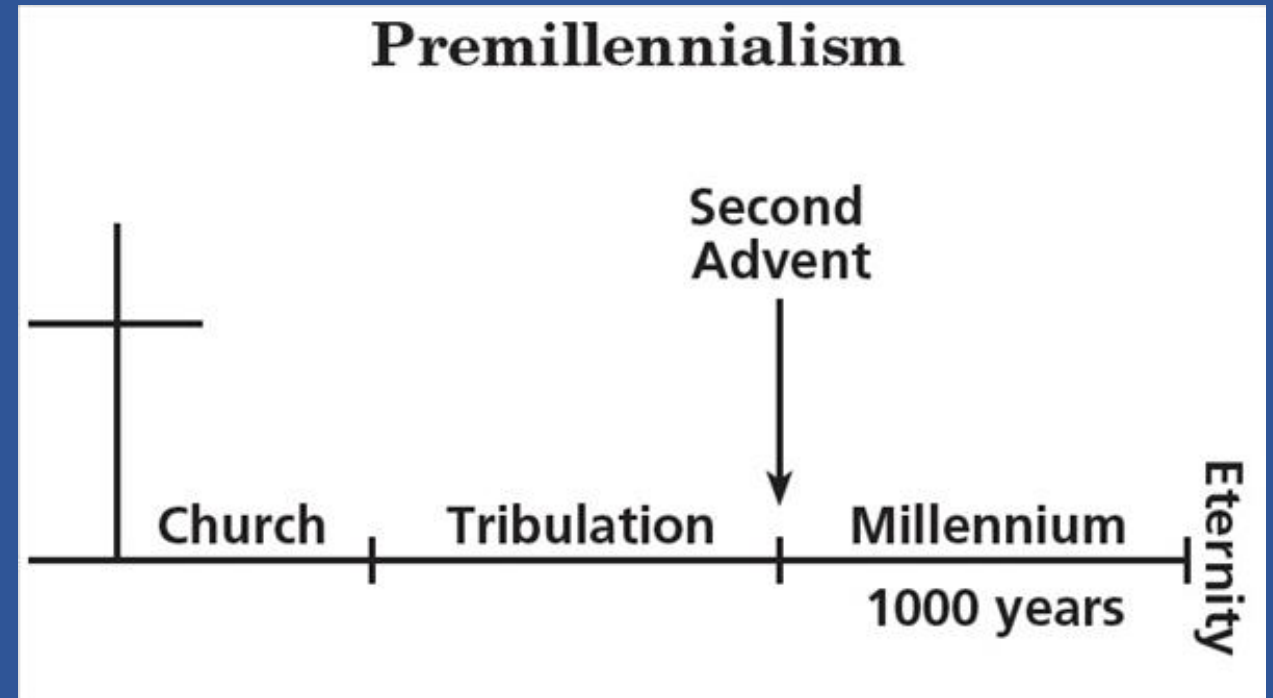 Premillennialism
Second
Advent
Church
Tribulation
Millennium
1000 years
Eternity